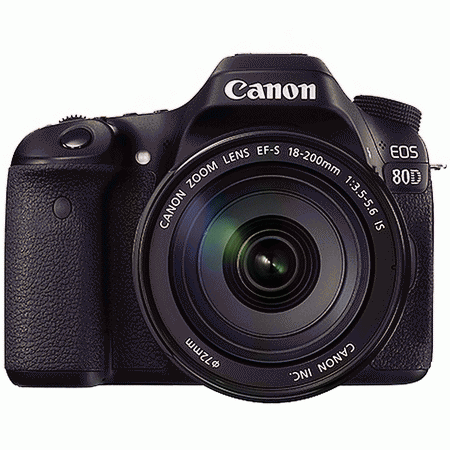 Canon
EOS
80D
CANON ZOOM LENS EF-S 18-200mm 1:3.5-5.6 IS
φ72mm
CANON INC.